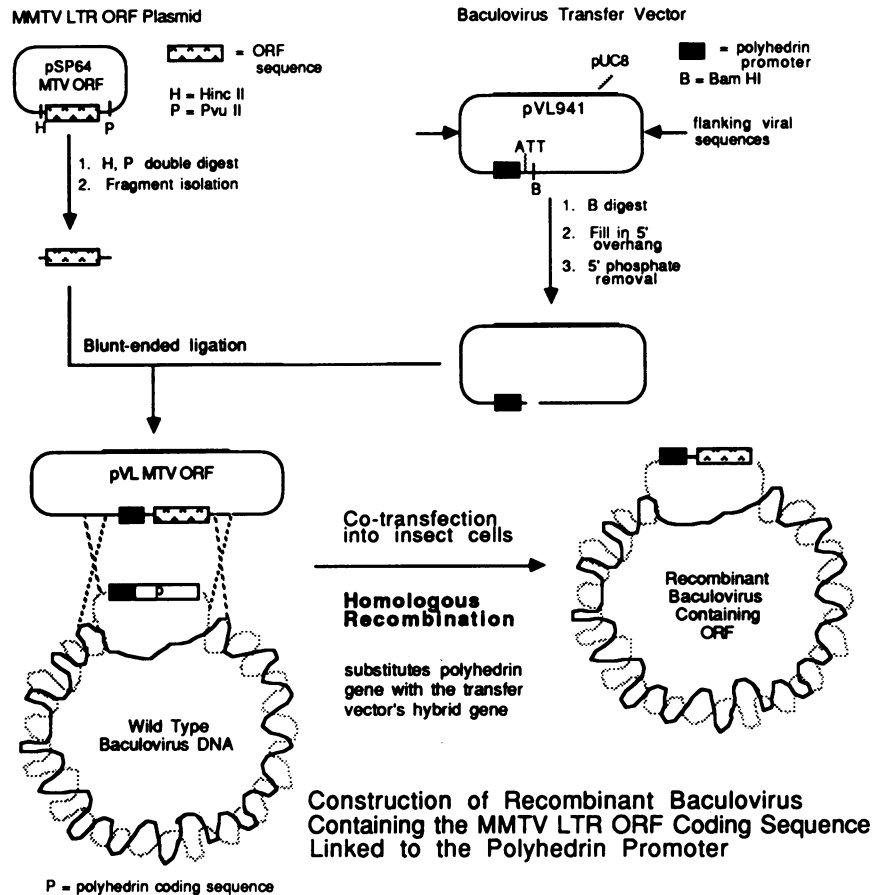 MMTV LTR ORF Plasmid
pSP64
MTV ORF
H
P
= ORF
sequence
H = Hinc II
P = Pvu II
1. H, P double digest
2. Fragment isolation
Baculovirus Transfer Vector
pUC8
= polyhedrin
promoter
B = Bam HI
pVL941
ATT
B
flanking viral
sequences
1. B digest
2. Fill in 5'
overhang
3. 5' phosphate
removal
Blunt-ended ligation
pVL MTV ORF
P
Wild Type
Baculovirus DNA
P = polyhedrin coding sequence
Co-transfection
into insect cells
Homologous
Recombination
substitutes polyhedrin
gene with the transfer
vector's hybrid gene
Recombinant
Baculovirus
Containing
ORF
Construction of Recombinant Baculovirus
Containing the MMTV LTR ORF Coding Sequence
Linked to the Polyhedrin Promoter